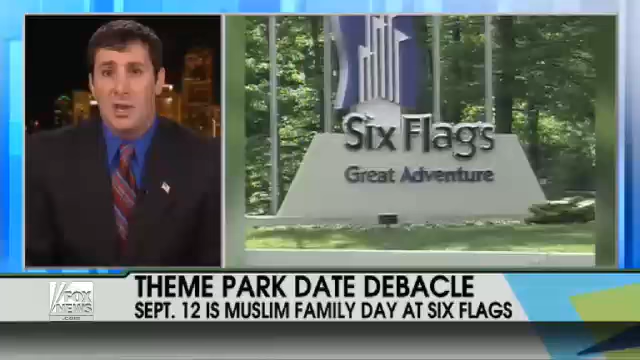 Six Flags
Great Adventure
THEME PARK DATE DEBACLE
SEPT. 12 IS MUSLIM FAMILY DAY AT SIX FLAGS
FOX
NEWS
.com